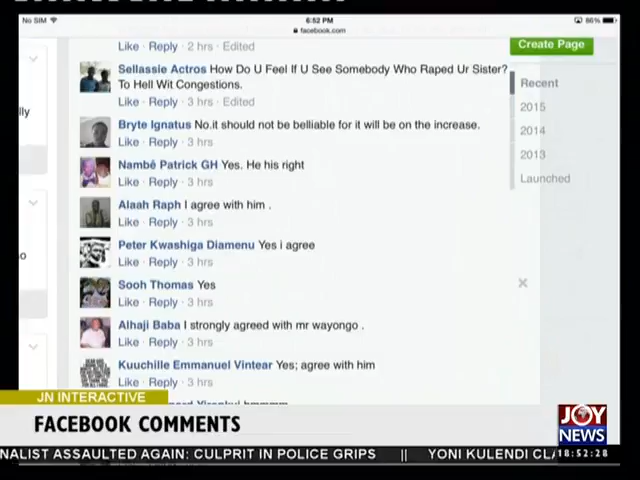 No SIM
6:52 PM
86%
facebook.com
Like · Reply · 2 hrs · Edited
Create Page
Sellassie Actros How Do U Feel If U See Somebody Who Raped Ur Sister?
To Hell Wit Congestions.
Like · Reply · 3 hrs · Edited
Recent
2015
2014
2013
Launched
Bryte Ignatus No.it should not be belliable for it will be on the increase.
Like · Reply · 3 hrs
Nambé Patrick GH Yes. He his right
Like · Reply · 3 hrs
Alaah Raph I agree with him .
Like · Reply · 3 hrs
Peter Kwashiga Diamenu Yes i agree
Like · Reply · 3 hrs
Sooh Thomas Yes
Like · Reply · 3 hrs
Alhaji Baba I strongly agreed with mr wayongo .
Like · Reply · 3 hrs
Kuuchille Emmanuel Vintear Yes; agree with him
Like · Reply · 3 hrs
JN INTERACTIVE
FACEBOOK COMMENTS
JOY
NEWS
NALIST ASSAULTED AGAIN: CULPRIT IN POLICE GRIPS || YONI KULENDI CLA
18:52:28